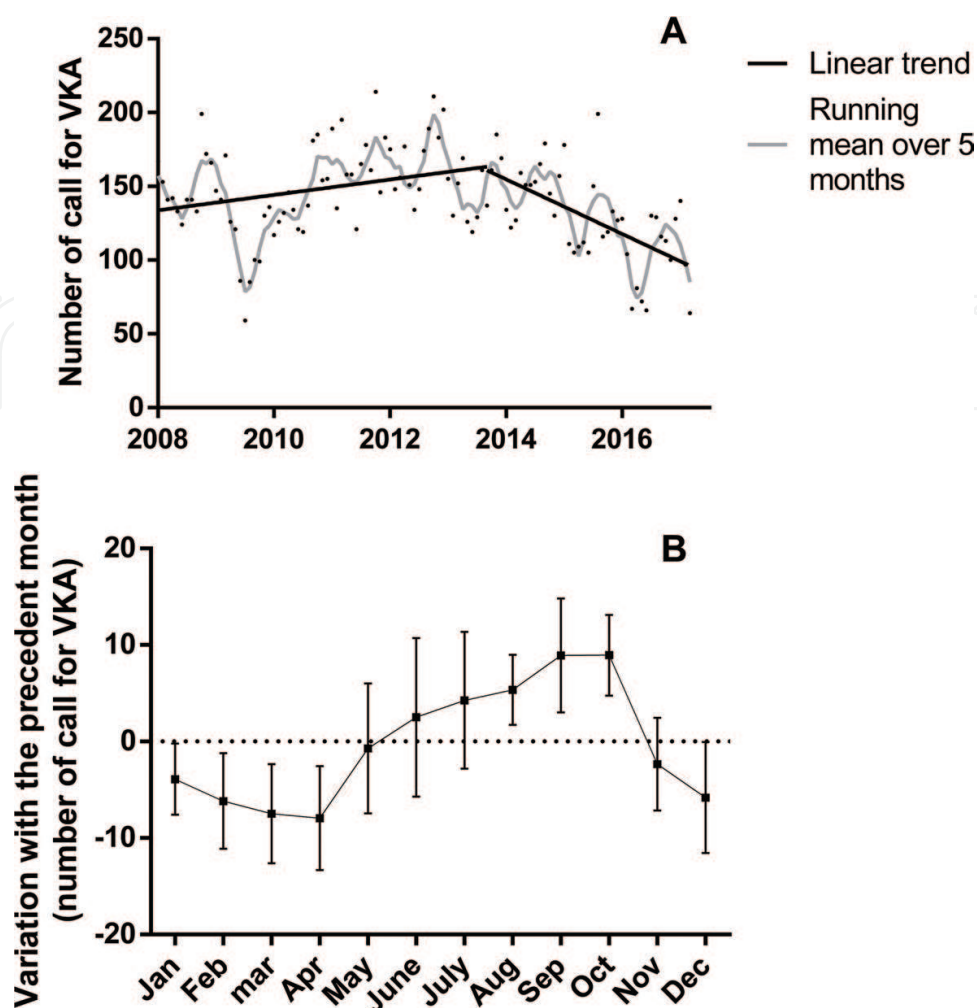 A
Number of call for VKA
250
200
150
100
50
0
2008
2010
2012
2014
2016
Linear trend
Running
mean over 5
months
B
Variation with the precedent month
(number of call for VKA)
20
10
0
-10
-20
Jan
Feb
mar
Apr
May
June
July
Aug
Sep
Oct
Nov
Dec